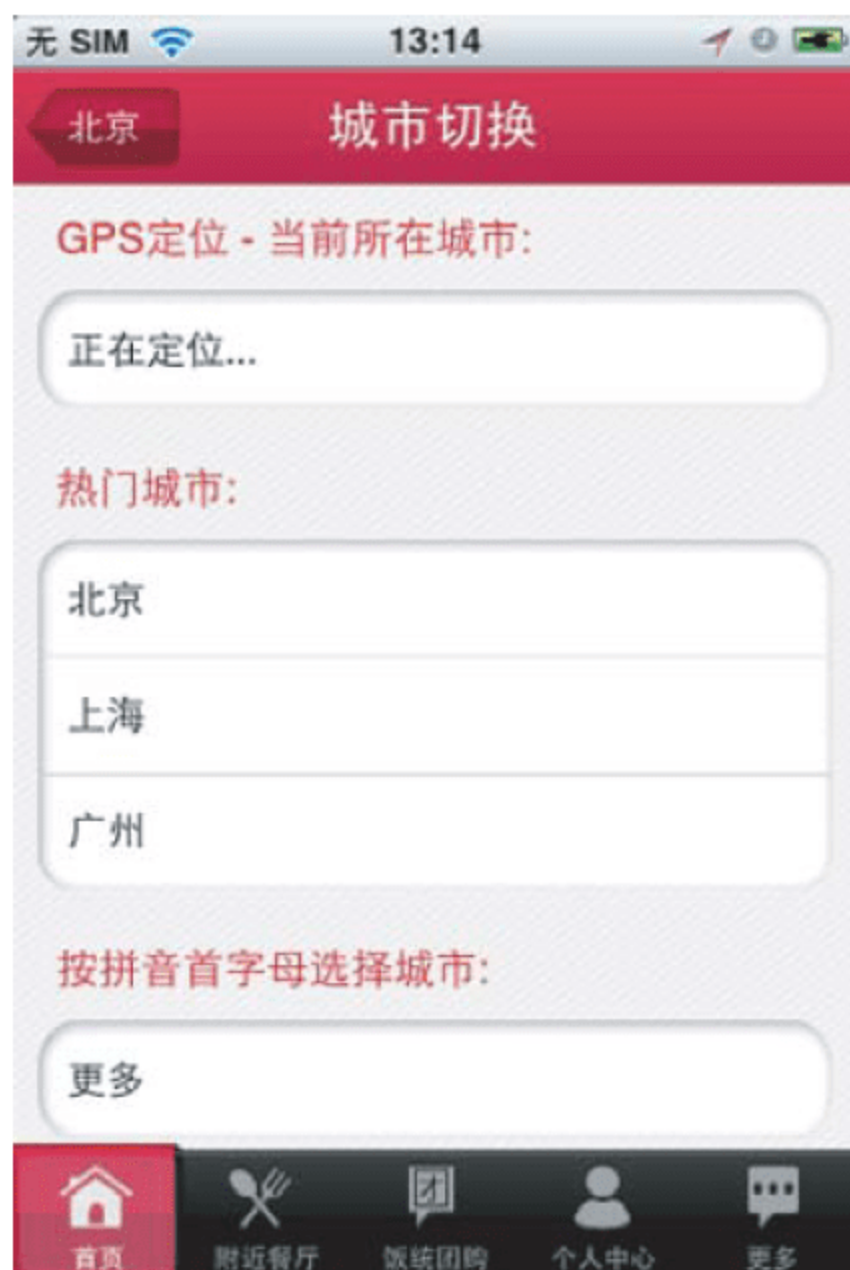 无 SIM 13:14
北京 城市切换
GPS定位 - 当前所在城市:
正在定位...
热门城市:
北京
上海
广州
按拼音首字母选择城市:
更多
首页 附近餐厅 饭统团购 个人中心 更多